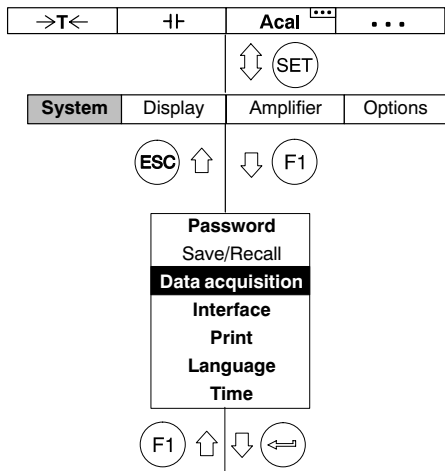 →T← ⊣⊢ Acal ...
SET
System Display Amplifier Options
ESC F1
Password
Save/Recall
Data acquisition
Interface
Print
Language
Time
F1